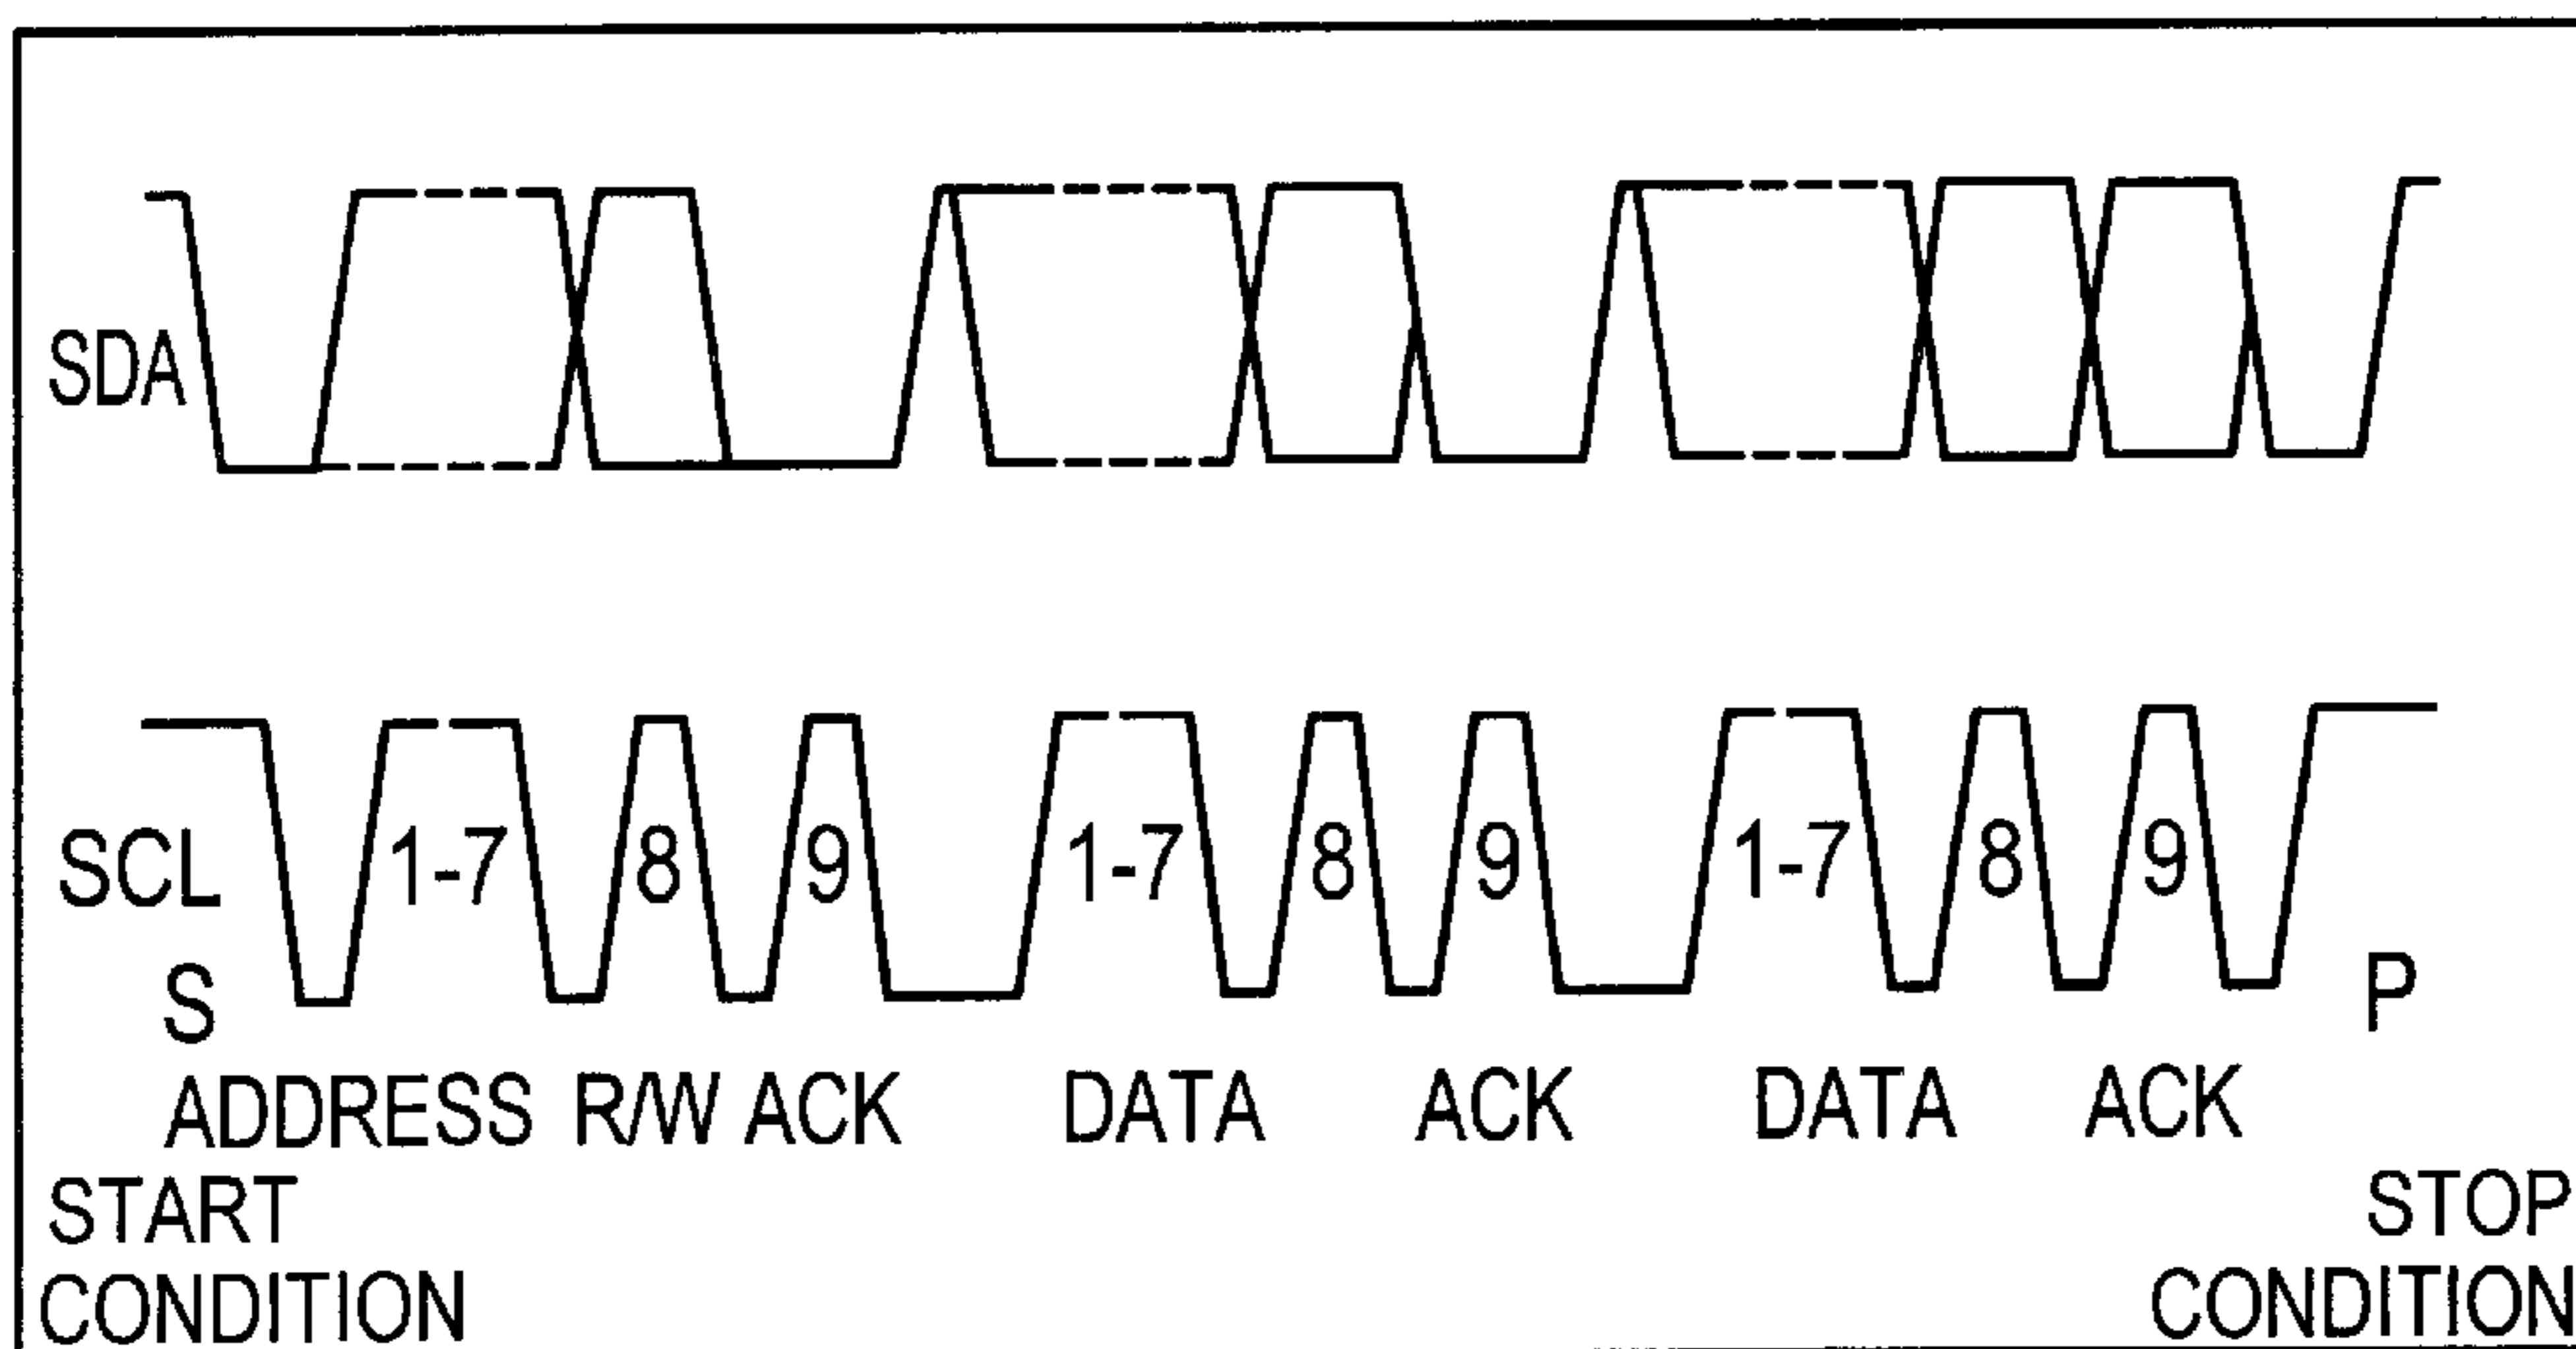 SDA
SCL 1-7 8 9 1-7 8 9 1-7 8 9
S P
ADDRESS R/W ACK DATA ACK DATA ACK
START STOP
CONDITION CONDITION